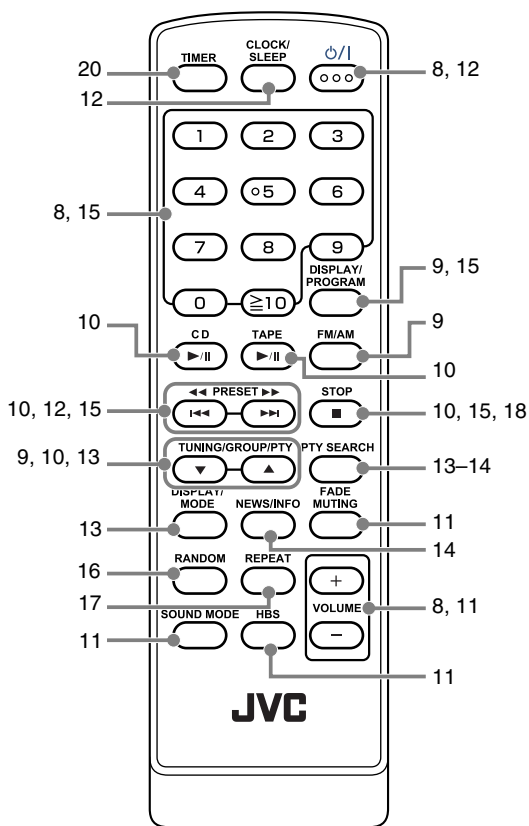 TIMER
CLOCK/
SLEEP
⏻/|
20
12
8, 12
1 2 3
4 5 6
7 8 9
0 ≧10
8, 15
DISPLAY/
PROGRAM
9, 15
CD
TAPE
FM/AM
10
10
9
◀◀ PRESET ▶▶
STOP
10, 12, 15
10, 15, 18
TUNING/GROUP/PTY
PTY SEARCH
9, 10, 13
13–14
DISPLAY/
MODE
NEWS/INFO
FADE
MUTING
13
14
11
RANDOM
REPEAT
16
17
+
VOLUME
−
8, 11
SOUND MODE
HBS
11
11
JVC